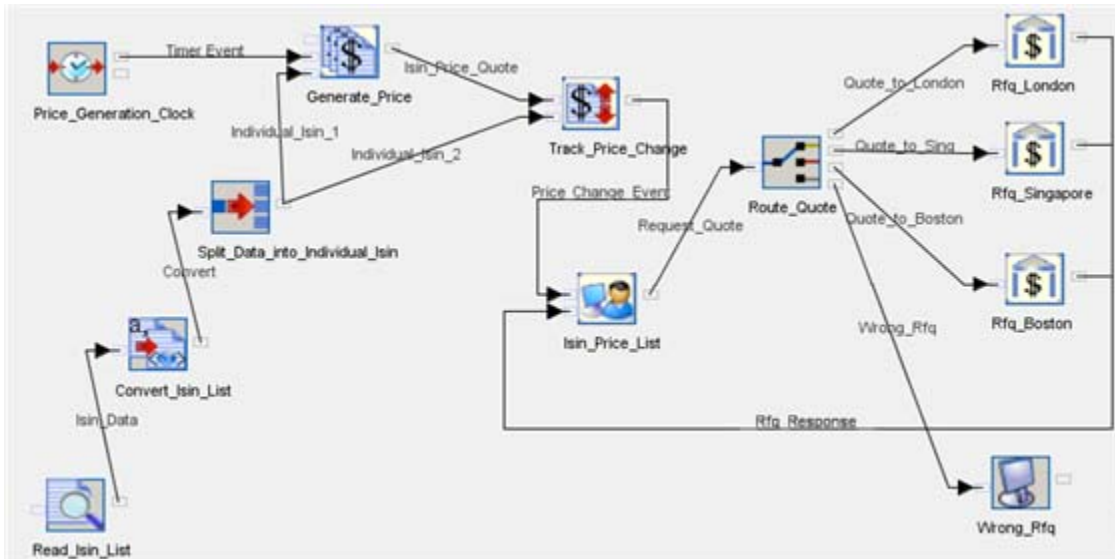 Timer Event
Price_Generation_Clock
Generate_Price
Isin_Price_Quote
Individual_Isin_1
Individual_Isin_2
Track_Price_Change
Price_Change_Event
Split_Data_into_Individual_Isin
Convert
a,
Convert_Isin_List
Isin_Data
Read_Isin_List
Isin_Price_List
Request_Quote
Route_Quote
Quote_to_London
Quote_to_Sing
Quote_to_Boston
Wrong_Rfq
$
Rfq_London
$
Rfq_Singapore
$
Rfq_Boston
Rfq_Response
Wrong_Rfq
$
$